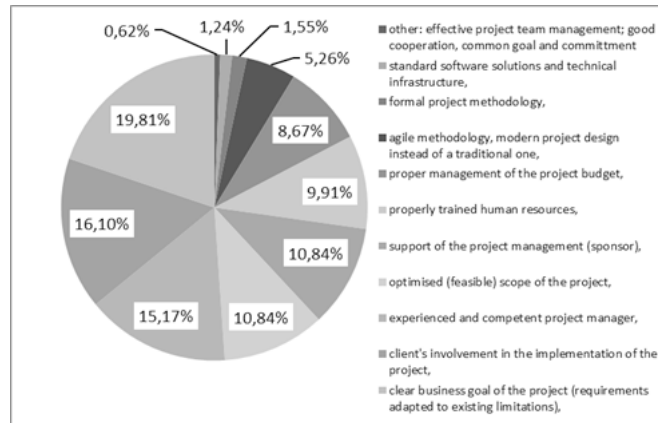 0,62%
1,24%
1,55%
5,26%
8,67%
9,91%
10,84%
10,84%
15,17%
16,10%
19,81%
other: effective project team management; good
cooperation, common goal and committment
standard software solutions and technical
infrastructure,
formal project methodology,
agile methodology, modern project design
instead of a traditional one,
proper management of the project budget,
properly trained human resources,
support of the project management (sponsor),
optimised (feasible) scope of the project,
experienced and competent project manager,
client's involvement in the implementation of the
project,
clear business goal of the project (requirements
adapted to existing limitations),